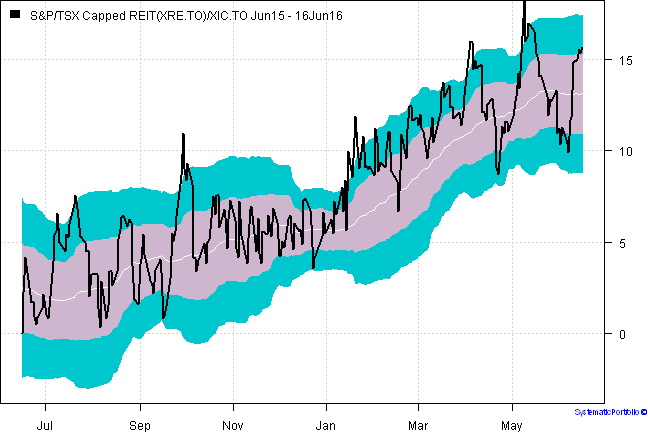 S&P/TSX Capped REIT(XRE.TO)/XIC.TO Jun15 - 16Jun16
15
10
5
0
Jul Sep Nov Jan Mar May
SystematicPortfolio ©